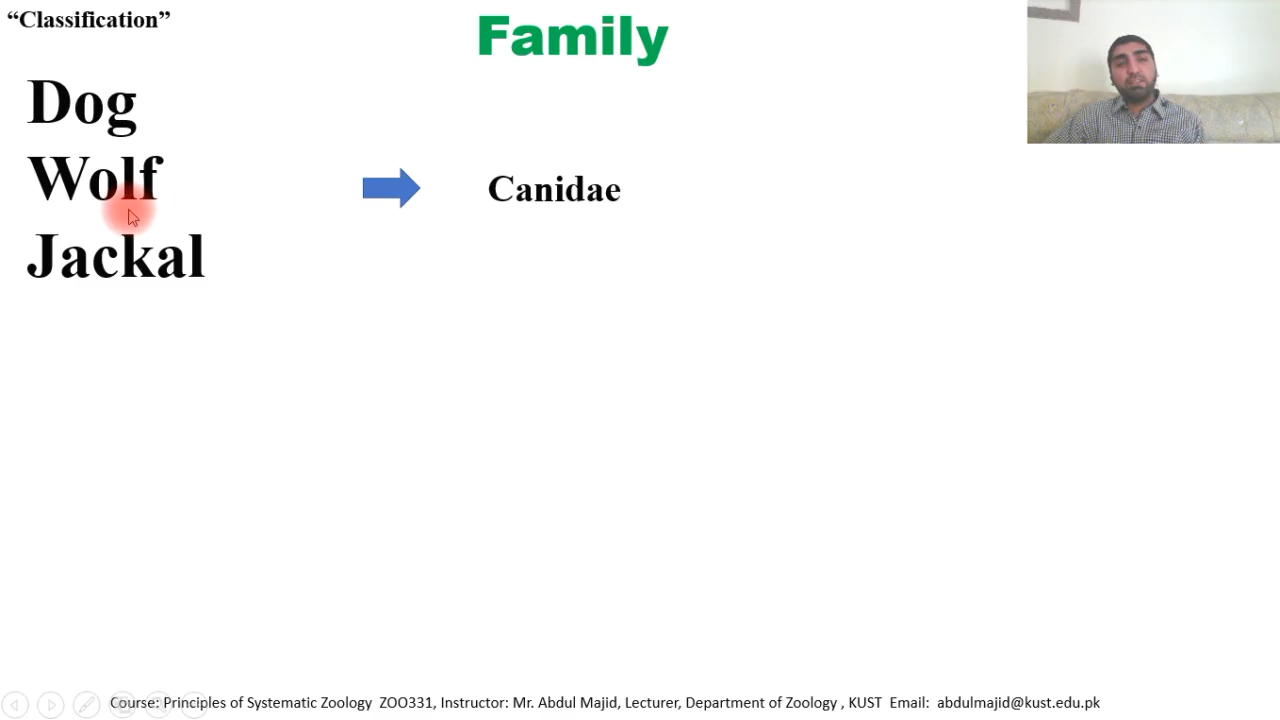 “Classification”
Family
Dog
Wolf
Canidae
Jackal
Course: Principles of Systematic Zoology ZOO331, Instructor: Mr. Abdul Majid, Lecturer, Department of Zoology , KUST Email: abdulmajid@kust.edu.pk